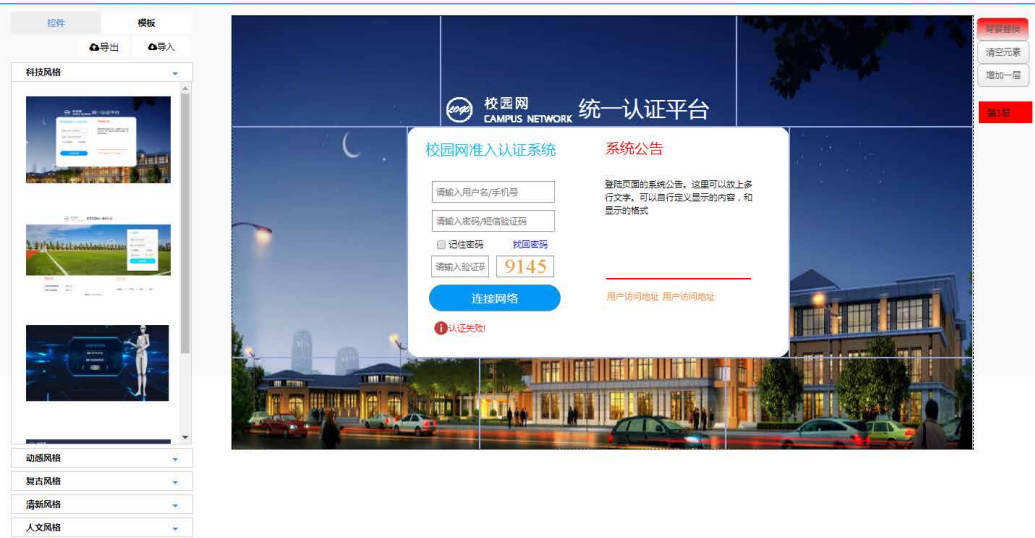 控件
模板
导出
导入
科技风格
动感风格
复古风格
清新风格
人文风格
logo
校园网
CAMPUS NETWORK
统一认证平台
校园网准入认证系统
请输入用户名/手机号
请输入密码/短信验证码
记住密码
找回密码
请输入验证码
9145
连接网络
认证失败!
系统公告
登陆页面的系统公告。这里可以放上多
行文字。可以自行定义显示的内容，和
显示的格式
用户访问地址 用户访问地址
背景替换
清空元素
增加一层
第1层